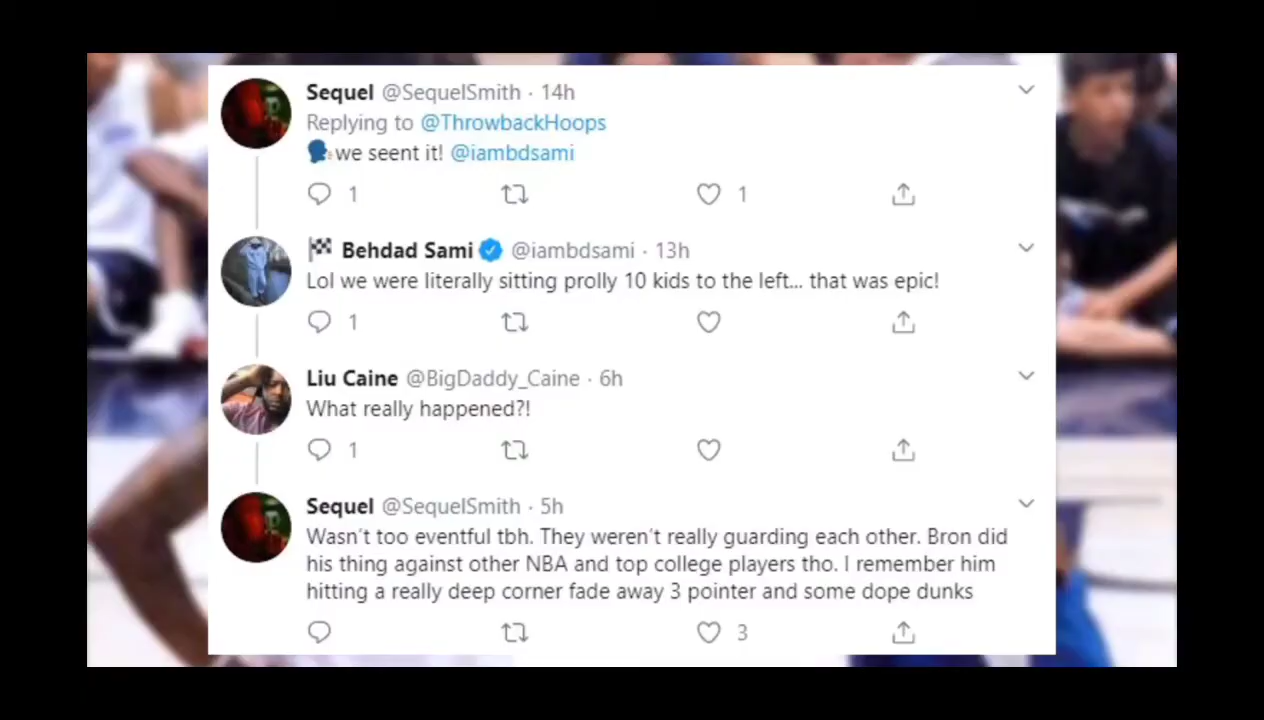 Sequel @SequelSmith · 14h
Replying to @ThrowbackHoops
🗣we seent it! @iambdsami
1 1
🏁 Behdad Sami @iambdsami · 13h
Lol we were literally sitting prolly 10 kids to the left... that was epic!
1
Liu Caine @BigDaddy_Caine · 6h
What really happened?!
1
Sequel @SequelSmith · 5h
Wasn't too eventful tbh. They weren't really guarding each other. Bron did
his thing against other NBA and top college players tho. I remember him
hitting a really deep corner fade away 3 pointer and some dope dunks
3